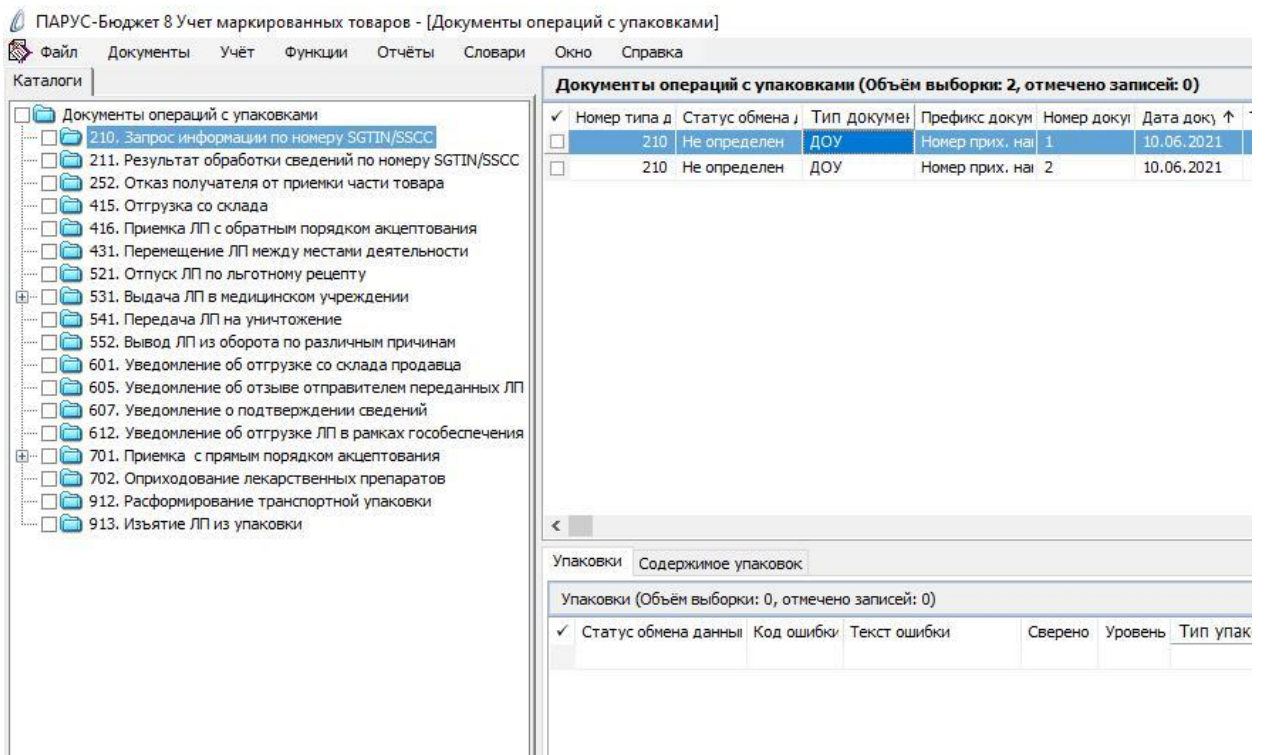 ПАРУС-Бюджет 8 Учет маркированных товаров - [Документы операций с упаковками]
Файл Документы Учёт Функции Отчёты Словари Окно Справка
Каталоги
Документы операций с упаковками
210. Запрос информации по номеру SGTIN/SSCC
211. Результат обработки сведений по номеру SGTIN/SSCC
252. Отказ получателя от приемки части товара
415. Отгрузка со склада
416. Приемка ЛП с обратным порядком акцептования
431. Перемещение ЛП между местами деятельности
521. Отпуск ЛП по льготному рецепту
531. Выдача ЛП в медицинском учреждении
541. Передача ЛП на уничтожение
552. Вывод ЛП из оборота по различным причинам
601. Уведомление об отгрузке со склада продавца
605. Уведомление об отзыве отправителем переданных ЛП
607. Уведомление о подтверждении сведений
612. Уведомление об отгрузке ЛП в рамках гособеспечения
701. Приемка с прямым порядком акцептования
702. Оприходование лекарственных препаратов
912. Расформирование транспортной упаковки
913. Изъятие ЛП из упаковки
Документы операций с упаковками (Объём выборки: 2, отмечено записей: 0)
✓ Номер типа д Статус обмена д Тип докумен Префикс докум Номер докум Дата доку ↑
210 Не определен ДОУ Номер прих. нак 1 10.06.2021
210 Не определен ДОУ Номер прих. нак 2 10.06.2021
Упаковки Содержимое упаковок
Упаковки (Объём выборки: 0, отмечено записей: 0)
✓ Статус обмена данны Код ошибки Текст ошибки Сверено Уровень Тип упак